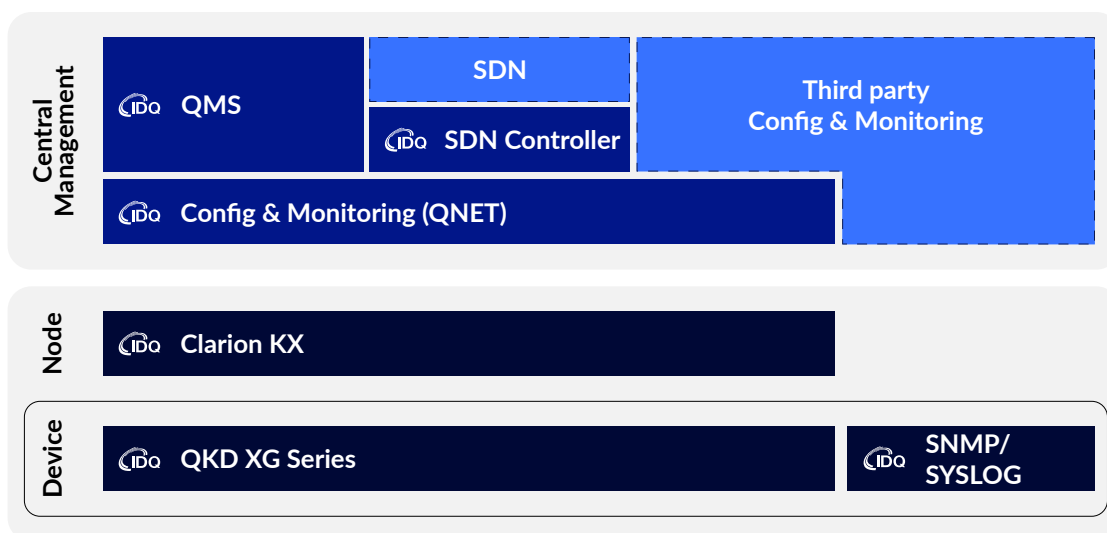 Central
Management
IDQ QMS
SDN
IDQ SDN Controller
Third party
Config & Monitoring
IDQ Config & Monitoring (QNET)
Node
IDQ Clarion KX
Device
IDQ QKD XG Series
IDQ SNMP/
SYSLOG